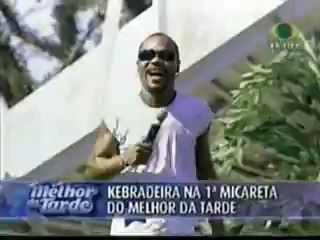 Melhor
da Tarde
KEBRADEIRA NA 1ª MICARETA
DO MELHOR DA TARDE